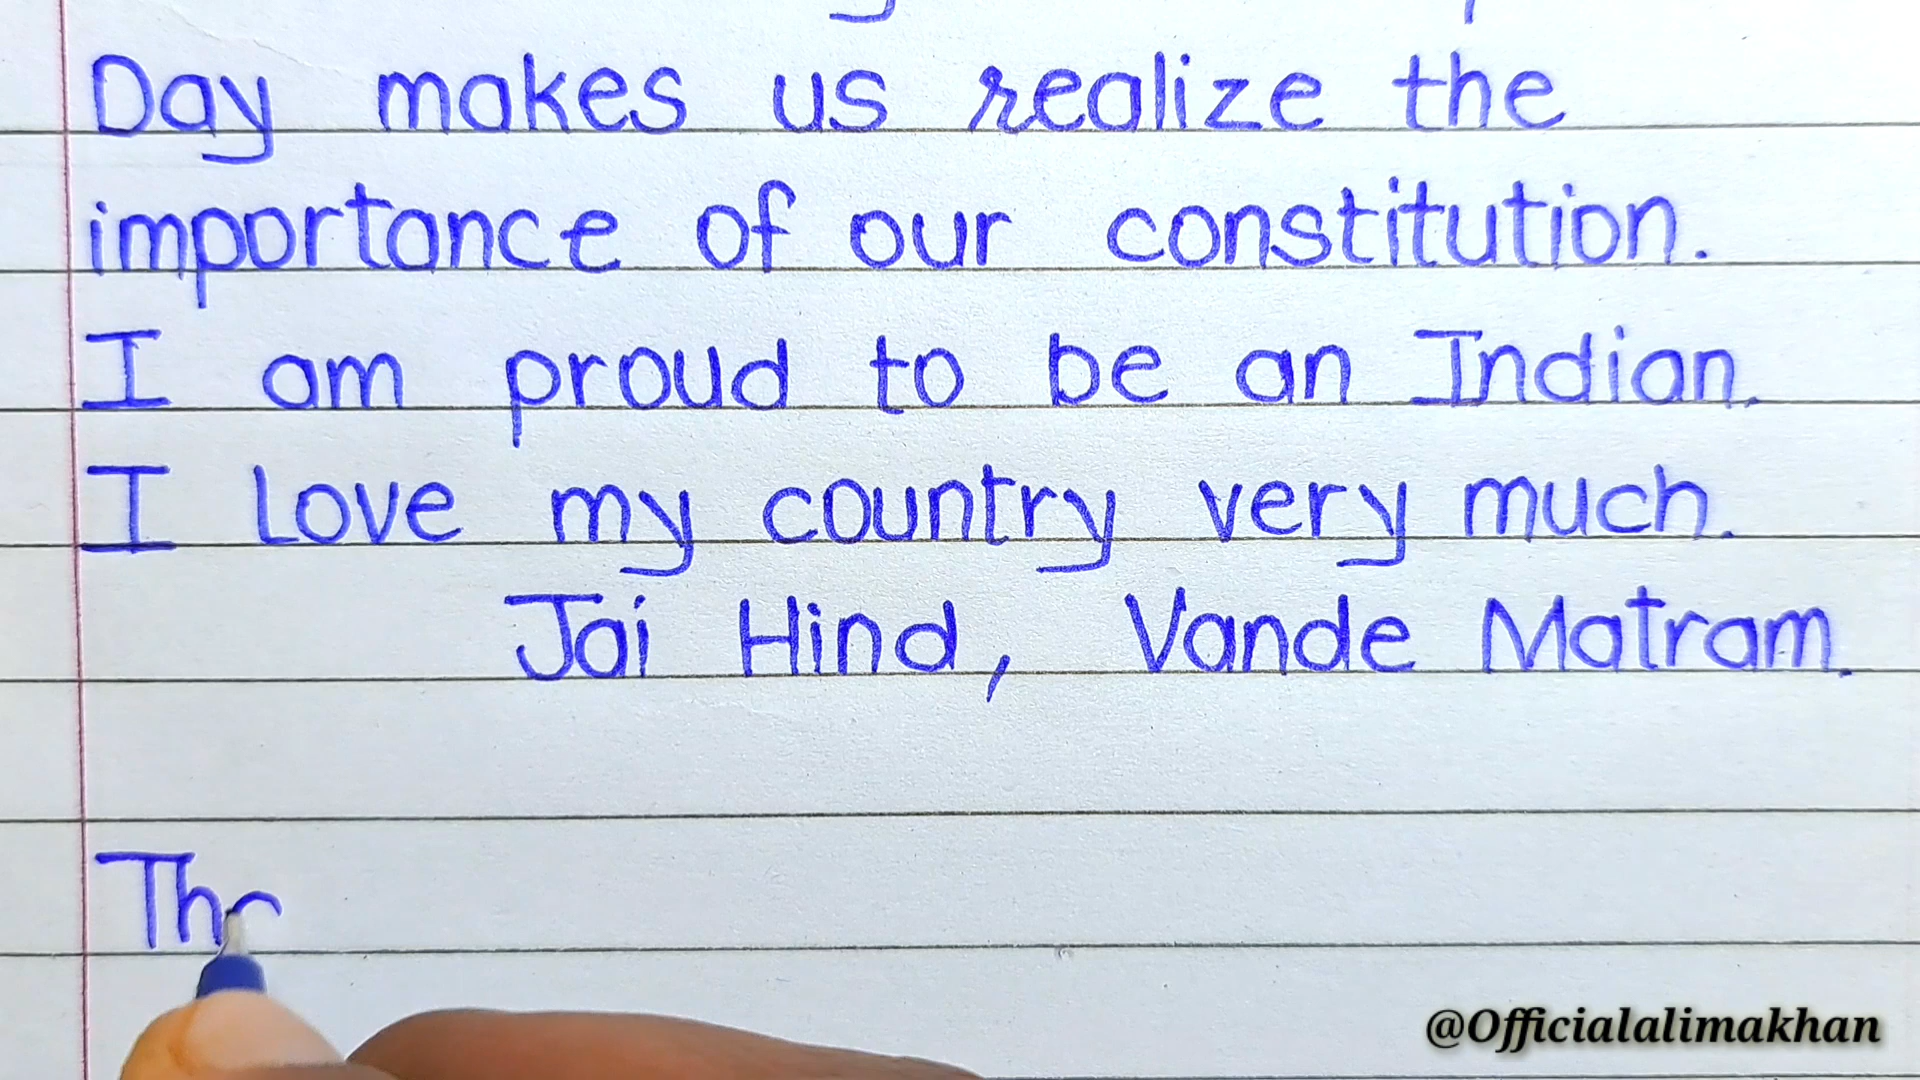 Day makes us realize the
importance of our constitution.
I am proud to be an Indian.
I love my country very much.
Jai Hind, Vande Matram.
@Officialalimakhan